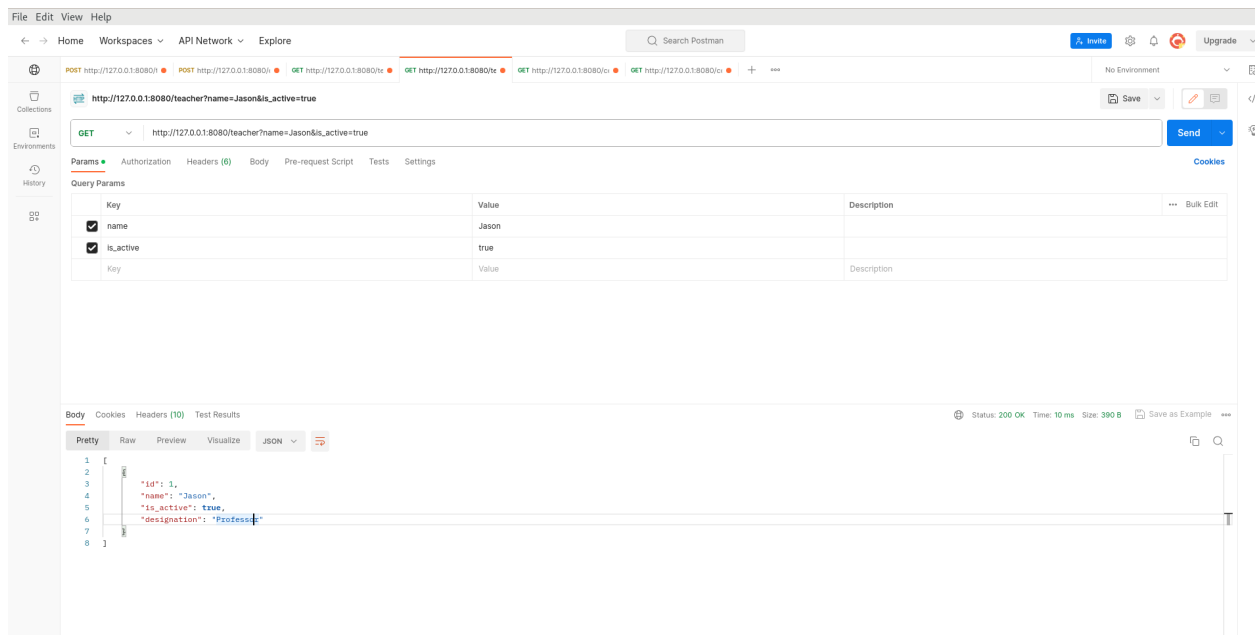 File Edit View Help
Home Workspaces API Network Explore Search Postman Invite Upgrade
POST http://127.0.0.1:8080/ POST http://127.0.0.1:8080/ GET http://127.0.0.1:8080/te GET http://127.0.0.1:8080/te GET http://127.0.0.1:8080/ GET http://127.0.0.1:8080/ No Environment
Collections
Environments
History
http://127.0.0.1:8080/teacher?name=Jason&is_active=true Save
GET http://127.0.0.1:8080/teacher?name=Jason&is_active=true Send
Params Authorization Headers (6) Body Pre-request Script Tests Settings Cookies
Query Params
Key Value Description Bulk Edit
name Jason
is_active true
Key Value Description
Body Cookies Headers (10) Test Results Status: 200 OK Time: 10 ms Size: 390 B Save as Example
Pretty Raw Preview Visualize JSON
1 [
2 {
3 "id": 1,
4 "name": "Jason",
5 "is_active": true,
6 "designation": "Professor"
7 }
8 ]